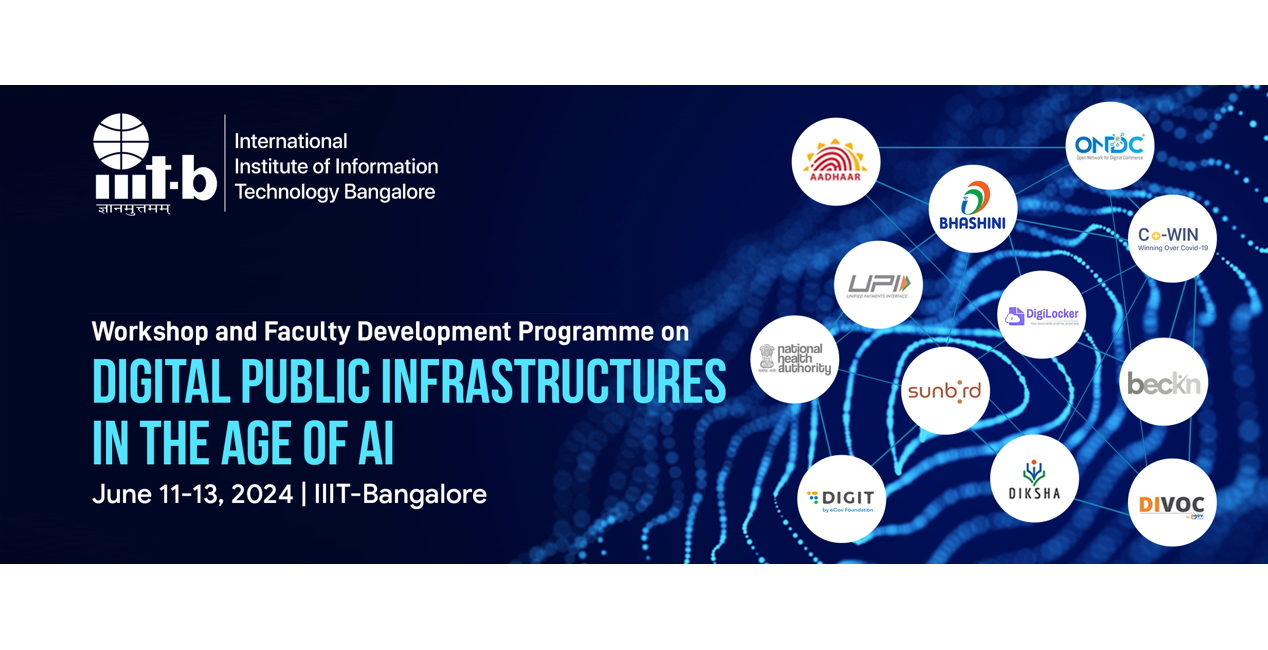 iiit-b
ज्ञानमुत्तमम्
International
Institute of Information
Technology Bangalore
Workshop and Faculty Development Programme on
DIGITAL PUBLIC INFRASTRUCTURES
IN THE AGE OF AI
June 11-13, 2024 | IIIT-Bangalore
AADHAAR
BHASHINI
ONDC
Open Network for Digital Commerce
Co-WIN
Winning Over Covid-19
UPI
UNIFIED PAYMENTS INTERFACE
DigiLocker
national
health
authority
sunbird
beckn
DIGIT
by eGov Foundation
DIKSHA
DIVOC